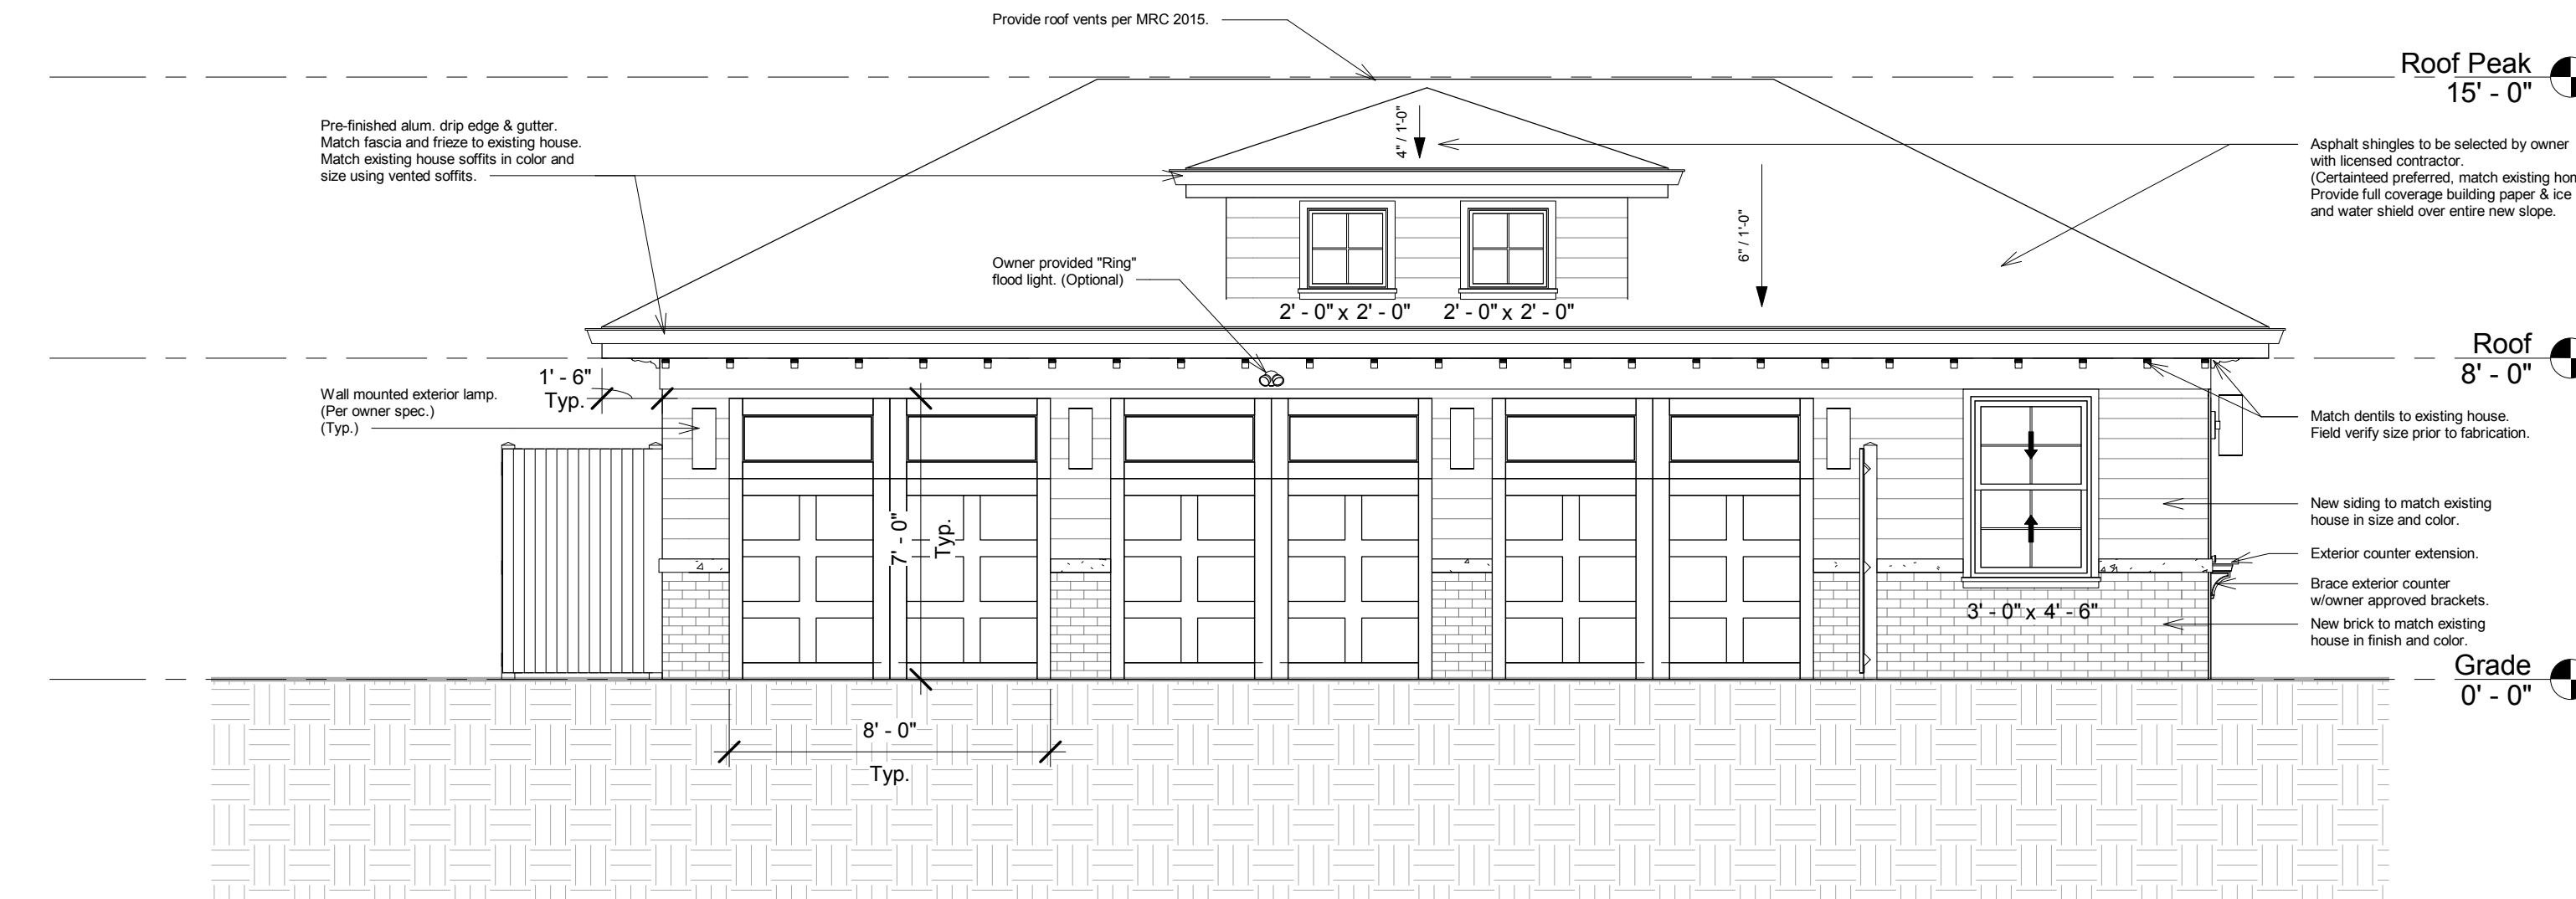 Provide roof vents per MRC 2015.
Roof Peak
15' - 0"
Pre-finished alum. drip edge & gutter.
Match fascia and frieze to existing house.
Match existing house soffits in color and
size using vented soffits.
4" / 1'-0"
Asphalt shingles to be selected by owner
with licensed contractor.
(Certainteed preferred, match existing hom
Provide full coverage building paper & ice
and water shield over entire new slope.
6" / 1'-0"
Owner provided "Ring"
flood light. (Optional)
2' - 0" x 2' - 0"
2' - 0" x 2' - 0"
Roof
8' - 0"
1' - 6"
Typ.
Wall mounted exterior lamp.
(Per owner spec.)
(Typ.)
Match dentils to existing house.
Field verify size prior to fabrication.
7' - 0"
Typ.
New siding to match existing
house in size and color.
Exterior counter extension.
Brace exterior counter
w/owner approved brackets.
3' - 0" x 4' - 6"
New brick to match existing
house in finish and color.
Grade
0' - 0"
8' - 0"
Typ.